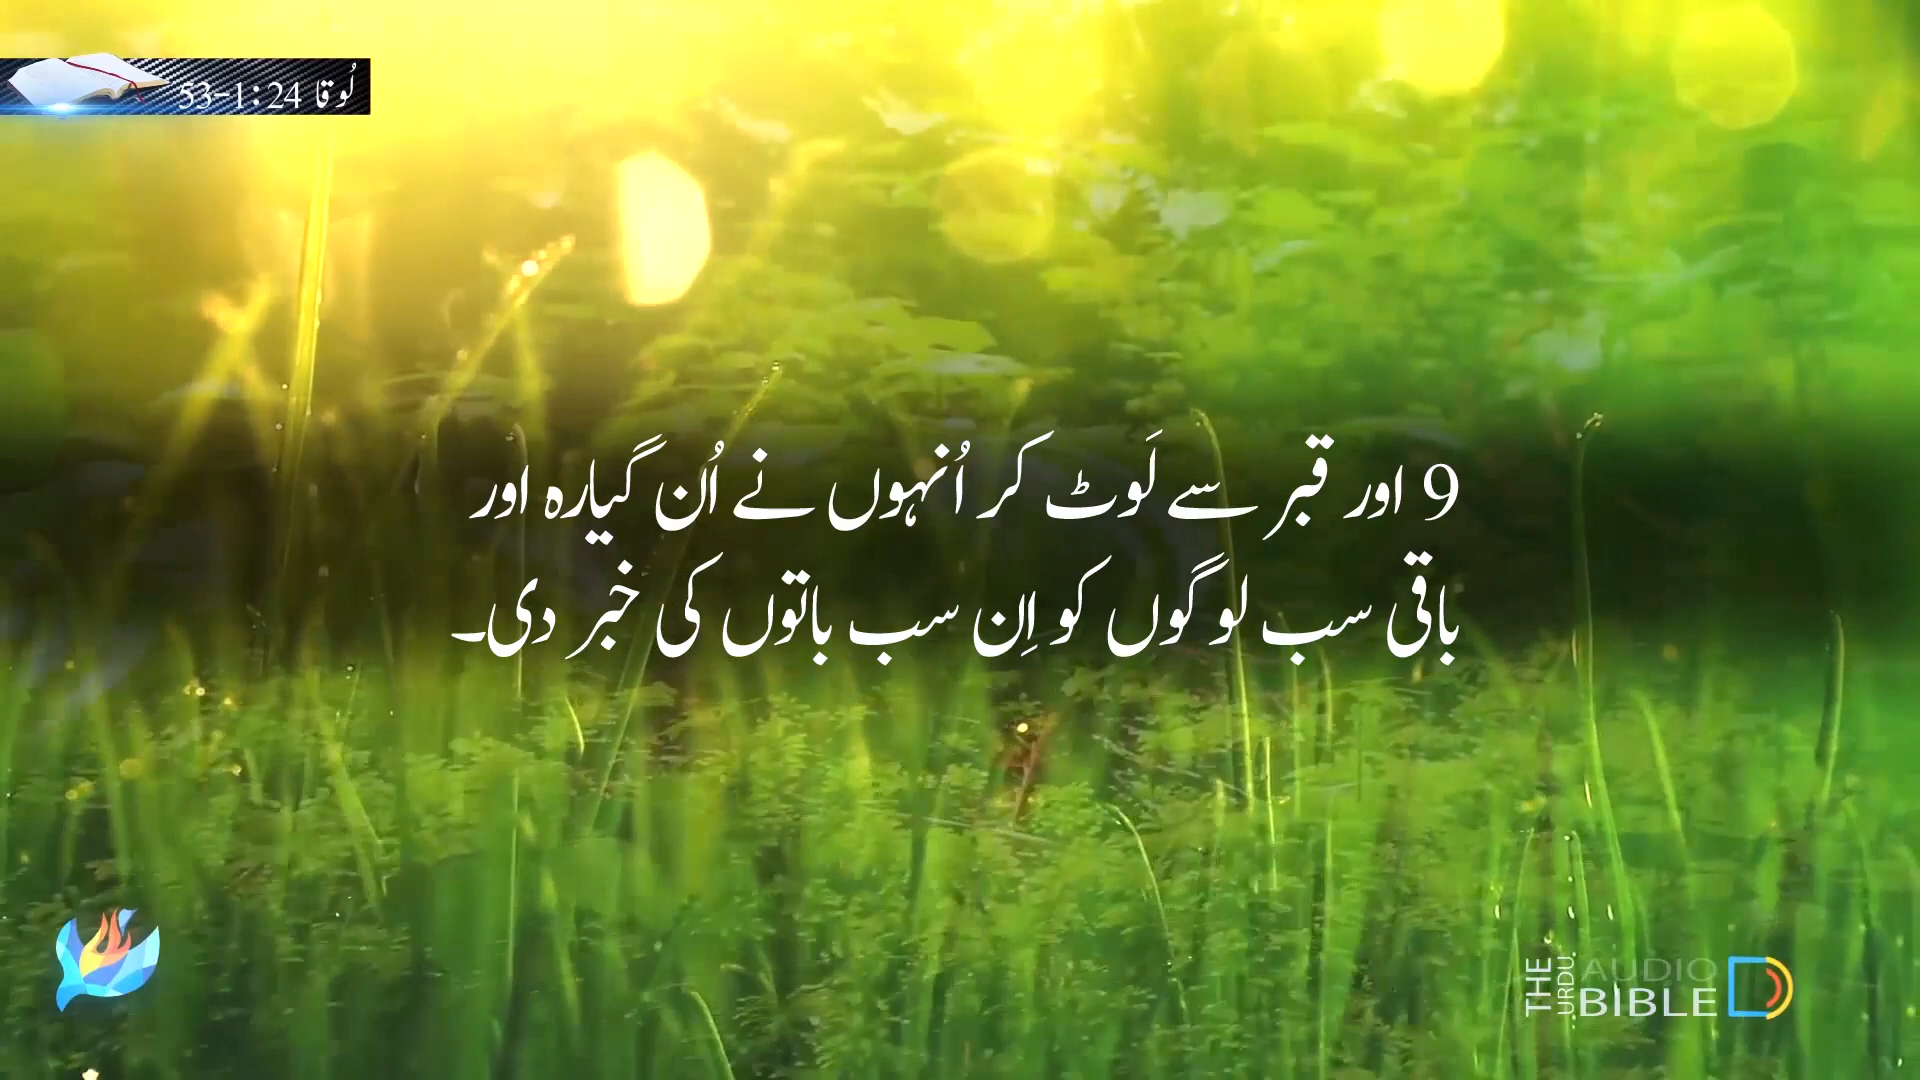 لُوقا 24:1-53
9 اور قبر سے لَوٹ کر اُنہوں نے اُن گیارہ اور
باقی سب لوگوں کو اِن سب باتوں کی خبر دی۔
THE URDU AUDIO BIBLE